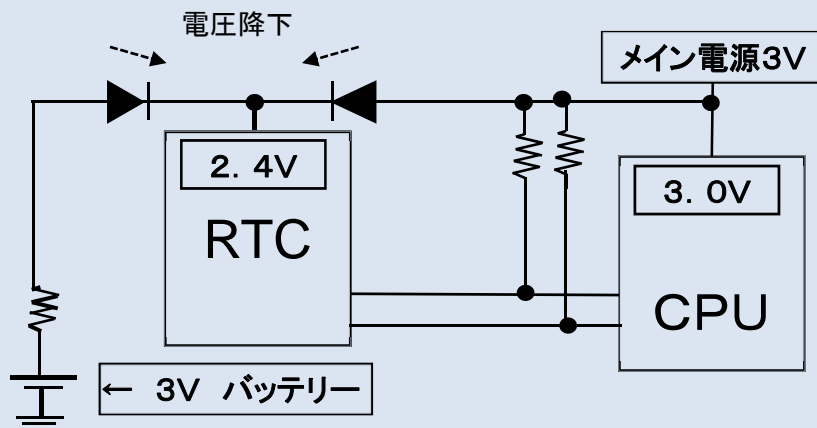 電圧降下
メイン電源3V
2．4V
3．0V
RTC
CPU
← 3V バッテリー